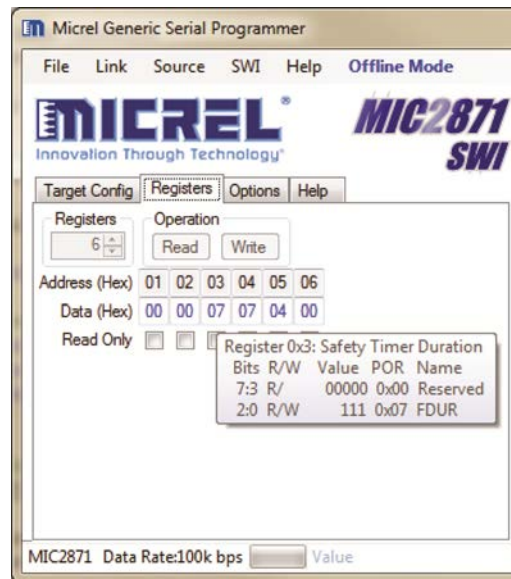 Micrel Generic Serial Programmer
File Link Source SWI Help Offline Mode
MICREL®
Innovation Through Technology®
MIC2871
SWI
Target Config Registers Options Help
Registers Operation
6 Read Write
Address (Hex) 01 02 03 04 05 06
Data (Hex) 00 00 07 07 04 00
Read Only
Register 0x3: Safety Timer Duration
Bits R/W Value POR Name
7:3 R/ 00000 0x00 Reserved
2:0 R/W 111 0x07 FDUR
MIC2871 Data Rate:100k bps Value